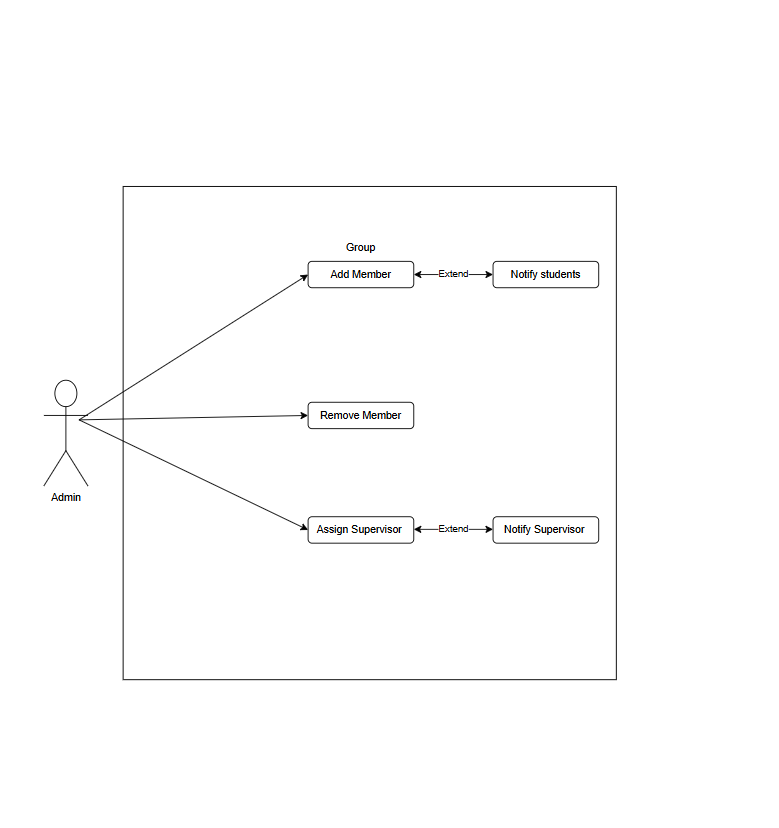 Group
Add Member
Extend
Notify students
Remove Member
Admin
Assign Supervisor
Extend
Notify Supervisor